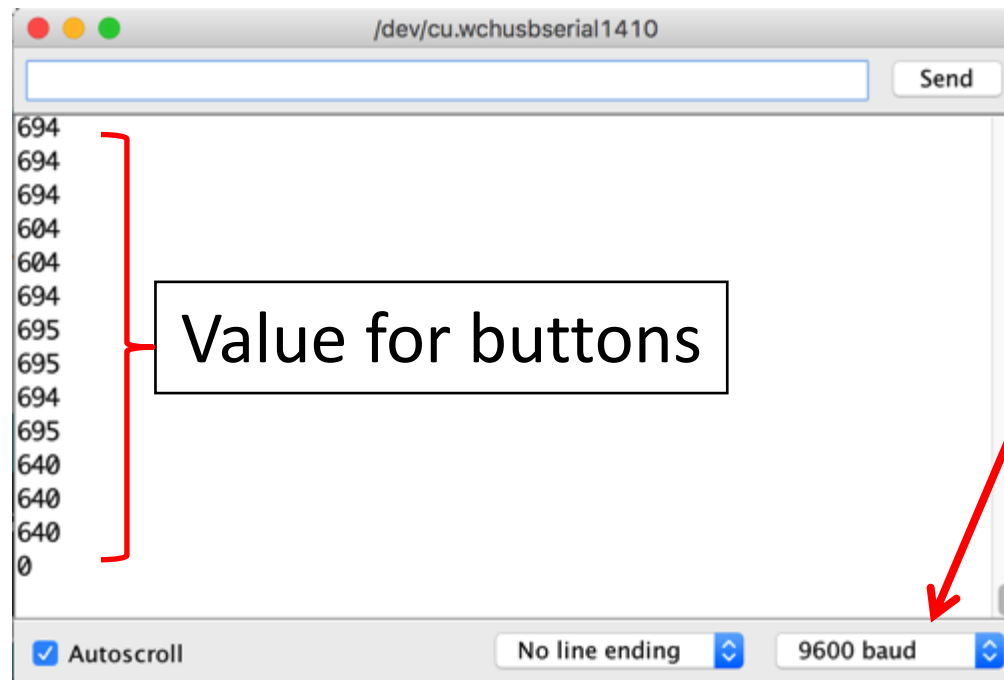 /dev/cu.wchusbserial1410
Send
694
694
694
604
604
694
695
695
694
695
640
640
640
0
Value for buttons
Autoscroll
No line ending
9600 baud